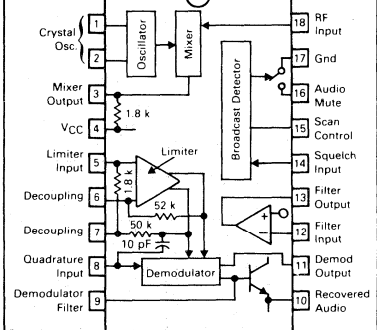 Crystal
Osc.
1
2
Mixer
Output
3
VCC
4
Limiter
Input
5
Decoupling
6
Decoupling
7
Quadrature
Input
8
Demodulator
Filter
9
Oscillator
Mixer
1.8 k
Limiter
1.8 k
52 k
50 k
10 pF
Demodulator
Broadcast Detector
+
−
18
RF
Input
17
Gnd
16
Audio
Mute
15
Scan
Control
14
Squelch
Input
13
Filter
Output
12
Filter
Input
11
Demod
Output
10
Recovered
Audio